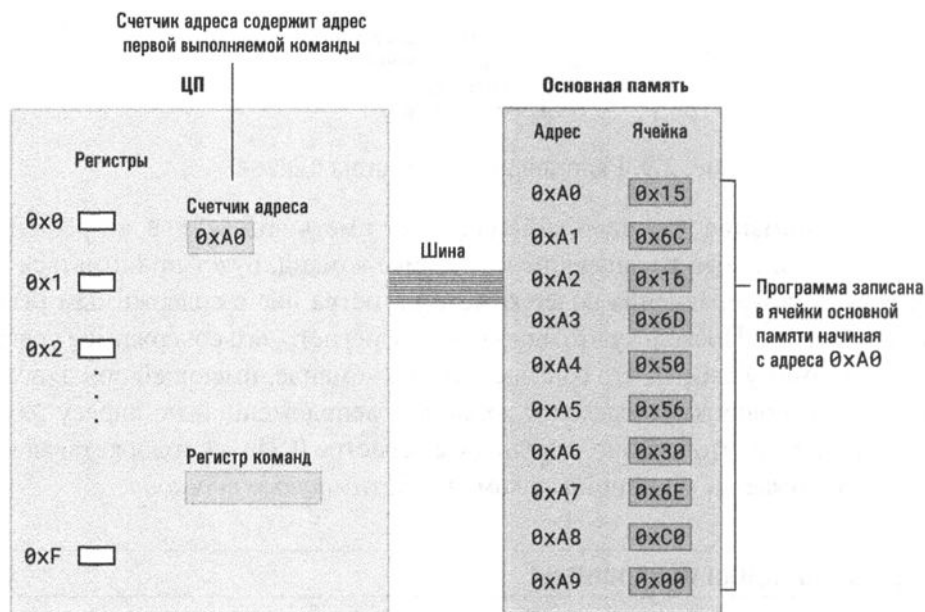 Счетчик адреса содержит адрес
первой выполняемой команды
ЦП
Регистры
0x0
0x1
0x2
0xF
Счетчик адреса
0xA0
Регистр команд
Шина
Основная память
Адрес Ячейка
0xA0 0x15
0xA1 0x6C
0xA2 0x16
0xA3 0x6D
0xA4 0x50
0xA5 0x56
0xA6 0x30
0xA7 0x6E
0xA8 0xC0
0xA9 0x00
Программа записана
в ячейки основной
памяти начиная
с адреса 0xA0